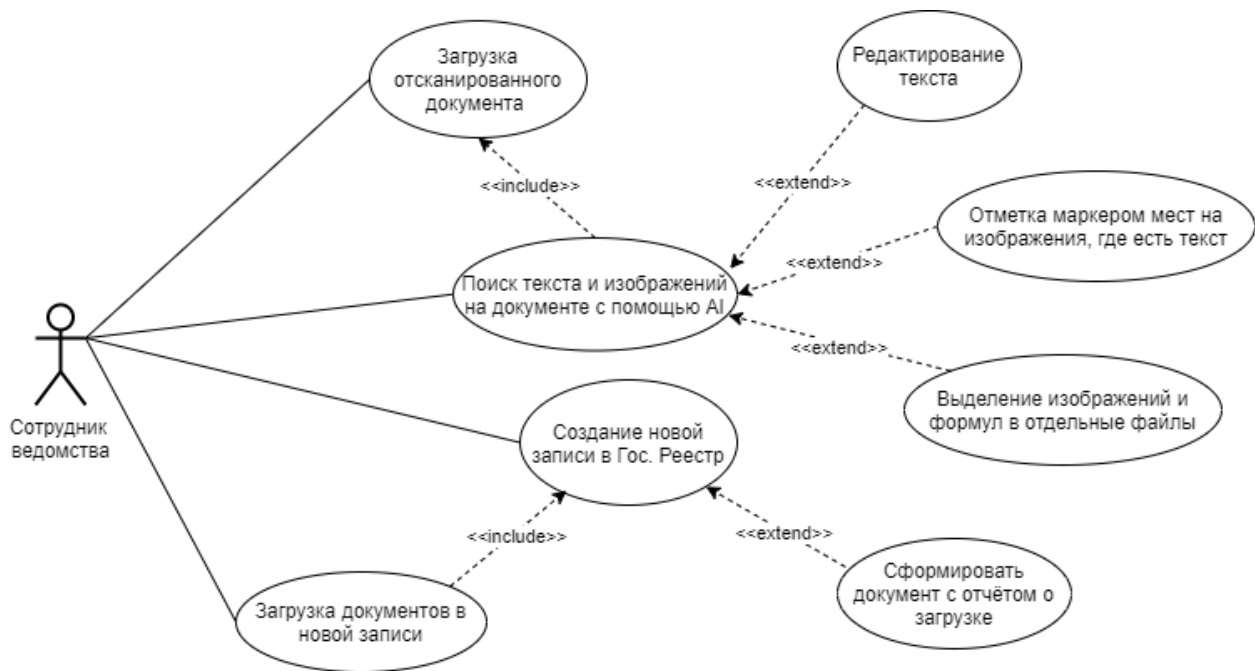 Загрузка
отсканированного
документа
Редактирование
текста
<<include>>
<<extend>>
Отметка маркером мест на
изображения, где есть текст
<<extend>>
Поиск текста и изображений
на документе с помощью AI
<<extend>>
Выделение изображений и
формул в отдельные файлы
Сотрудник
ведомства
Создание новой
записи в Гос. Реестр
<<include>>
<<extend>>
Загрузка документов в
новой записи
Сформировать
документ с отчётом о
загрузке